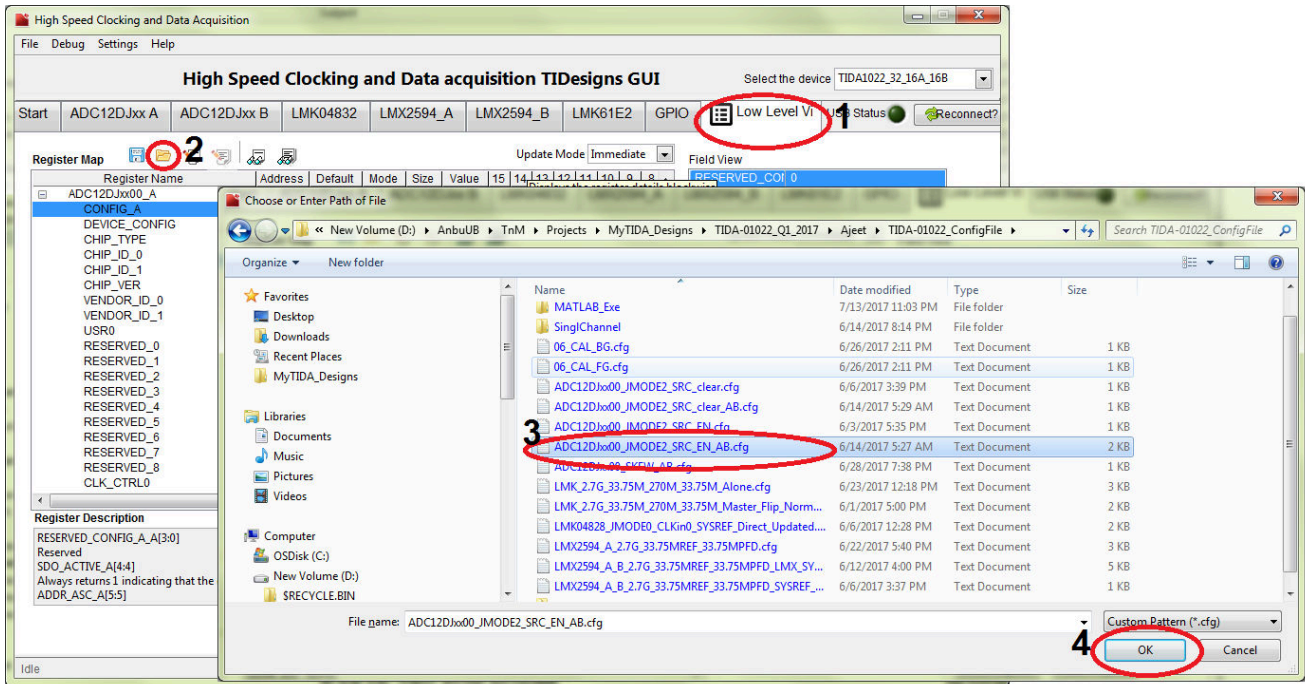 High Speed Clocking and Data Acquisition
File Debug Settings Help
High Speed Clocking and Data acquisition TIDesigns GUI
Select the device TIDA1022_32_16A_16B
Start ADC12DJxx A ADC12DJxx B LMK04832 LMX2594_A LMX2594_B LMK61E2 GPIO Low Level Vi 1 USB Status Reconnect?
2
Register Map Update Mode Immediate Field View
Register Name Address Default Mode Size Value 15 14 13 12 11 10 9 8 RESERVED_CO 0
ADC12DJxx00_A
CONFIG_A
DEVICE_CONFIG
CHIP_TYPE
CHIP_ID_0
CHIP_ID_1
CHIP_VER
VENDOR_ID_0
VENDOR_ID_1
USR0
RESERVED_0
RESERVED_1
RESERVED_2
RESERVED_3
RESERVED_4
RESERVED_5
RESERVED_6
RESERVED_7
RESERVED_8
CLK_CTRL0
Register Description
RESERVED_CONFIG_A_A[3:0]
Reserved
SDO_ACTIVE_A[4:4]
Always returns 1 indicating that the
ADDR_ASC_A[5:5]
Idle
Choose or Enter Path of File
« New Volume (D:) AnbuUB TnM Projects MyTIDA_Designs TIDA-01022_Q1_2017 Ajeet TIDA-01022_ConfigFile Search TIDA-01022_ConfigFile
Organize New folder
Favorites
Desktop
Downloads
Recent Places
MyTIDA_Designs
Libraries
Documents
Music
Pictures
Videos
Computer
OSDisk (C:)
New Volume (D:)
$RECYCLE.BIN
Name Date modified Type Size
MATLAB_Exe 7/13/2017 11:03 PM File folder
SinglChannel 6/14/2017 8:14 PM File folder
06_CAL_BG.cfg 6/26/2017 2:11 PM Text Document 1 KB
06_CAL_FG.cfg 6/26/2017 2:11 PM Text Document 1 KB
ADC12DJxx00_JMODE2_SRC_clear.cfg 6/6/2017 3:39 PM Text Document 1 KB
ADC12DJxx00_JMODE2_SRC_clear_AB.cfg 6/14/2017 5:29 AM Text Document 1 KB
ADC12DJxx00_JMODE2_SRC_EN.cfg 6/3/2017 5:35 PM Text Document 1 KB
3
ADC12DJxx00_JMODE2_SRC_EN_AB.cfg 6/14/2017 5:27 AM Text Document 2 KB
ADC12DJxx00_SKEW_AB.cfg 6/28/2017 7:38 PM Text Document 1 KB
LMK_2.7G_33.75M_270M_33.75M_Alone.cfg 6/23/2017 12:18 PM Text Document 3 KB
LMK_2.7G_33.75M_270M_33.75M_Master_Flip_Norm... 6/1/2017 5:00 PM Text Document 2 KB
LMK04828_JMODE0_CLKin0_SYSREF_Direct_Updated.... 6/6/2017 12:28 PM Text Document 2 KB
LMX2594_A_2.7G_33.75MREF_33.75MPFD.cfg 6/22/2017 5:40 PM Text Document 3 KB
LMX2594_A_B_2.7G_33.75MREF_33.75MPFD_LMX_SY... 6/12/2017 4:00 PM Text Document 5 KB
LMX2594_A_B_2.7G_33.75MREF_33.75MPFD_SYSREF_... 6/6/2017 3:37 PM Text Document 1 KB
File name: ADC12DJxx00_JMODE2_SRC_EN_AB.cfg Custom Pattern (*.cfg)
4 OK Cancel